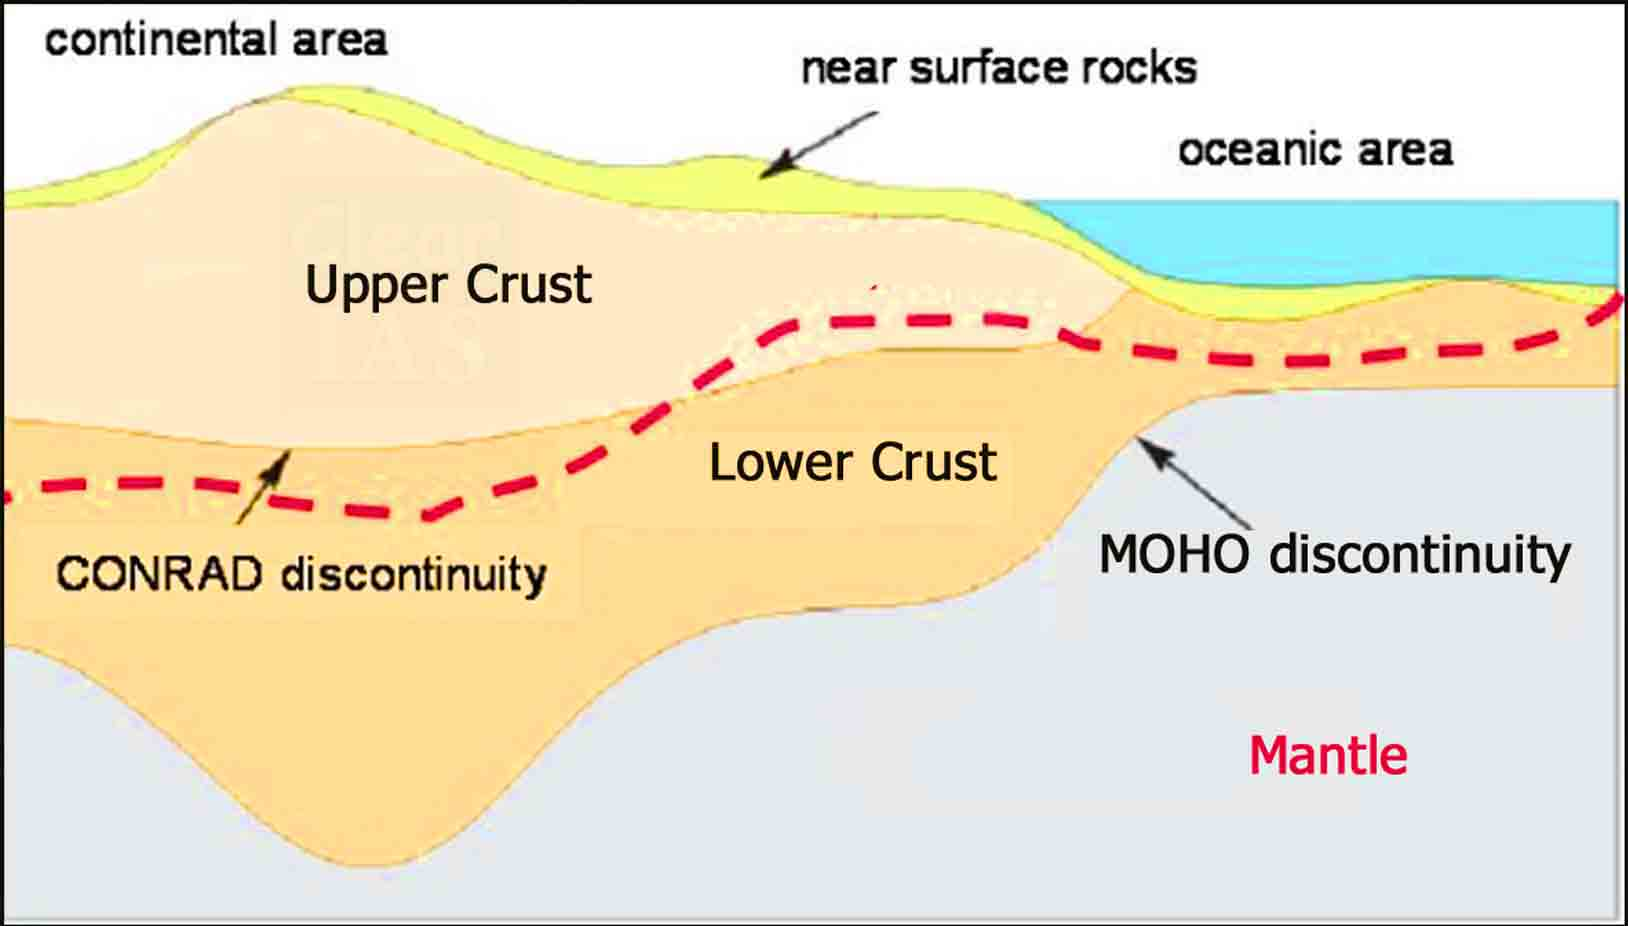 continental area
near surface rocks
oceanic area
Upper Crust
Lower Crust
CONRAD discontinuity
MOHO discontinuity
Mantle